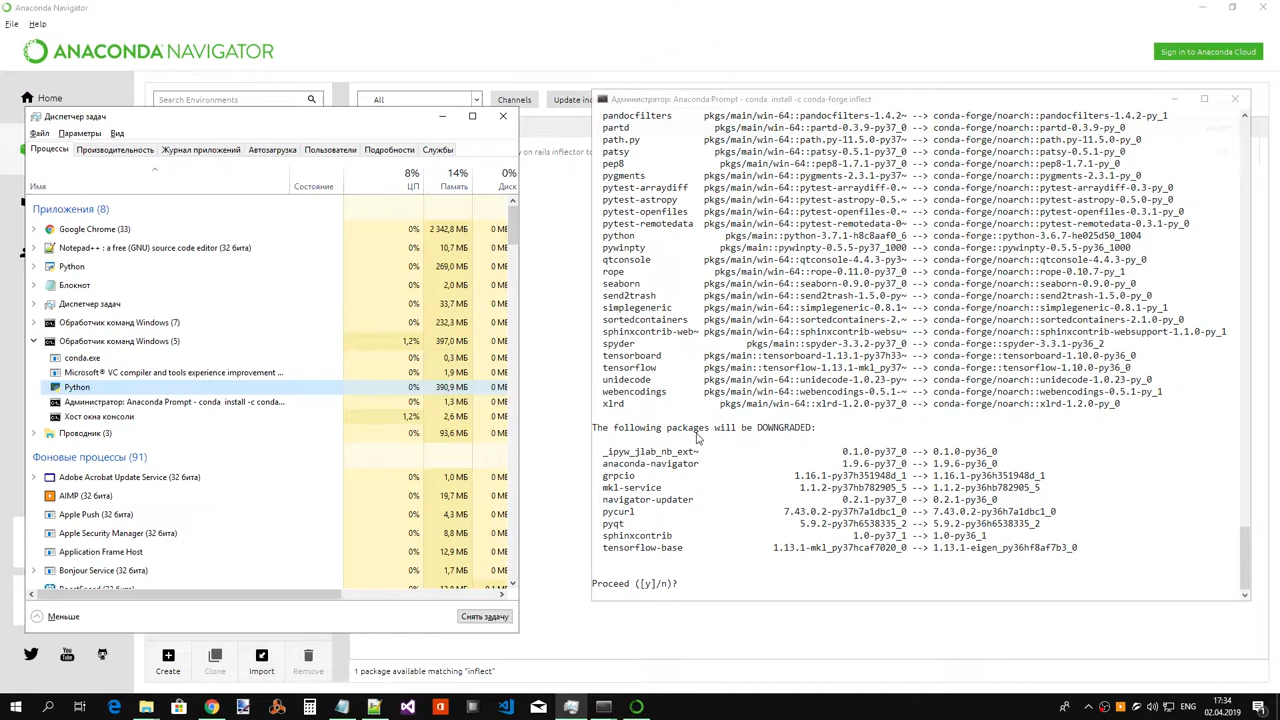 Anaconda Navigator
File Help
ANACONDA NAVIGATOR
Sign in to Anaconda Cloud
Home
Search Environments
All
Channels
Диспетчер задач
Файл Параметры Вид
Процессы Производительность Журнал приложений Автозагрузка Пользователи Подробности Службы
8% 14% 0%
Имя Состояние ЦП Память Диск
Приложения (8)
Google Chrome (33) 0% 2 342,8 МБ 0 МБ
Notepad++ : a free (GNU) source code editor (32 бита) 0% 10,7 МБ 0 МБ
Python 0% 269,0 МБ 0 МБ
Блокнот 0% 2,0 МБ 0 МБ
Диспетчер задач 0% 33,7 МБ 0 МБ
Обработчик команд Windows (7) 0% 232,3 МБ 0 МБ
Обработчик команд Windows (5) 1,2% 397,0 МБ 0 МБ
conda.exe 0% 0,3 МБ 0 МБ
Microsoft® VC compiler and tools experience improvement ... 0% 1,9 МБ 0 МБ
Python 0% 390,9 МБ 0 МБ
Администратор: Anaconda Prompt - conda install -c conda... 0% 1,3 МБ 0 МБ
Хост окна консоли 1,2% 2,6 МБ 0 МБ
Проводник (3) 0% 93,6 МБ 0 МБ
Фоновые процессы (91)
Adobe Acrobat Update Service (32 бита) 0% 1,0 МБ 0 МБ
AIMP (32 бита) 0% 19,7 МБ 0 МБ
Apple Push (32 бита) 0% 4,3 МБ 0 МБ
Apple Security Manager (32 бита) 0% 8,8 МБ 0 МБ
Application Frame Host 0% 12,9 МБ 0 МБ
Bonjour Service (32 бита) 0% 1,7 МБ 0 МБ
Меньше
Снять задачу
Администратор: Anaconda Prompt - conda install -c conda-forge inflect
pandocfilters pkgs/main/win-64::pandocfilters-1.4.2~ --> conda-forge/noarch::pandocfilters-1.4.2-py_1
partd pkgs/main/win-64::partd-0.3.9-py37_0 --> conda-forge/noarch::partd-0.3.9-py_0
path.py pkgs/main/win-64::path.py-11.5.0-py~ --> conda-forge/noarch::path.py-11.5.0-py_0
patsy pkgs/main/win-64::patsy-0.5.1-py37_0 --> conda-forge/noarch::patsy-0.5.1-py_0
pep8 pkgs/main/win-64::pep8-1.7.1-py37_0 --> conda-forge/noarch::pep8-1.7.1-py_0
pygments pkgs/main/win-64::pygments-2.3.1-py~ --> conda-forge/noarch::pygments-2.3.1-py_0
pytest-arraydiff pkgs/main/win-64::pytest-arraydiff-~ --> conda-forge/noarch::pytest-arraydiff-0.3-py_0
pytest-astropy pkgs/main/win-64::pytest-astropy-0.5.~ --> conda-forge/noarch::pytest-astropy-0.5.0-py_0
pytest-openfiles pkgs/main/win-64::pytest-openfiles-0.~ --> conda-forge/noarch::pytest-openfiles-0.3.1-py_0
pytest-remotedata pkgs/main/win-64::pytest-remotedata-0~ --> conda-forge/noarch::pytest-remotedata-0.3.1-py_0
python pkgs/main::python-3.7.1-h8c8aaf0_6 --> conda-forge::python-3.6.7-he025d50_1004
pywinpty pkgs/main::pywinpty-0.5.5-py37_1000 --> conda-forge::pywinpty-0.5.5-py36_1000
qtconsole pkgs/main/win-64::qtconsole-4.4.3-py3~ --> conda-forge/noarch::qtconsole-4.4.3-py_0
rope pkgs/main/win-64::rope-0.11.0-py37_0 --> conda-forge/noarch::rope-0.10.7-py_1
seaborn pkgs/main/win-64::seaborn-0.9.0-py37_0 --> conda-forge/noarch::seaborn-0.9.0-py_0
send2trash pkgs/main/win-64::send2trash-1.5.0-py~ --> conda-forge/noarch::send2trash-1.5.0-py_0
simplegeneric pkgs/main/win-64::simplegeneric-0.8.1~ --> conda-forge/noarch::simplegeneric-0.8.1-py_1
sortedcontainers pkgs/main/win-64::sortedcontainers-2.~ --> conda-forge/noarch::sortedcontainers-2.1.0-py_0
sphinxcontrib-web~ pkgs/main/win-64::sphinxcontrib-websu~ --> conda-forge/noarch::sphinxcontrib-websupport-1.1.0-py_1
spyder pkgs/main::spyder-3.3.2-py37_0 --> conda-forge::spyder-3.3.1-py36_1
tensorboard pkgs/main::tensorboard-1.13.1-py37h33~ --> conda-forge::tensorboard-1.10.0-py36_0
tensorflow pkgs/main::tensorflow-1.13.1-mkl_py37~ --> conda-forge::tensorflow-1.10.0-py36_0
unidecode pkgs/main/win-64::unidecode-1.0.23-py~ --> conda-forge/noarch::unidecode-1.0.23-py_0
webencodings pkgs/main/win-64::webencodings-0.5.1-~ --> conda-forge/noarch::webencodings-0.5.1-py_1
xlrd pkgs/main/win-64::xlrd-1.2.0-py37_0 --> conda-forge/noarch::xlrd-1.2.0-py_0
The following packages will be DOWNGRADED:
_ipyw_jlab_nb_ext~ 0.1.0-py37_0 --> 0.1.0-py36_0
anaconda-navigator 1.9.6-py37_0 --> 1.9.6-py36_0
grpcio 1.16.1-py37h351948d_1 --> 1.16.1-py36h351948d_1
mkl-service 1.1.2-py37hb782905_5 --> 1.1.2-py36hb782905_5
navigator-updater 0.2.1-py37_0 --> 0.2.1-py36_0
pycurl 7.43.0.2-py37h7a1dbc1_0 --> 7.43.0.2-py36h7a1dbc1_0
pyqt 5.9.2-py37h6538335_2 --> 5.9.2-py36h6538335_2
sphinxcontrib 1.0-py37_1 --> 1.0-py36_1
tensorflow-base 1.13.1-mkl_py37hcaf7020_0 --> 1.13.1-eigen_py36hf8af7b3_0
Proceed ([y]/n)?
Create Clone Import Remove
1 package available matching "inflect"
17:34
02.04.2019